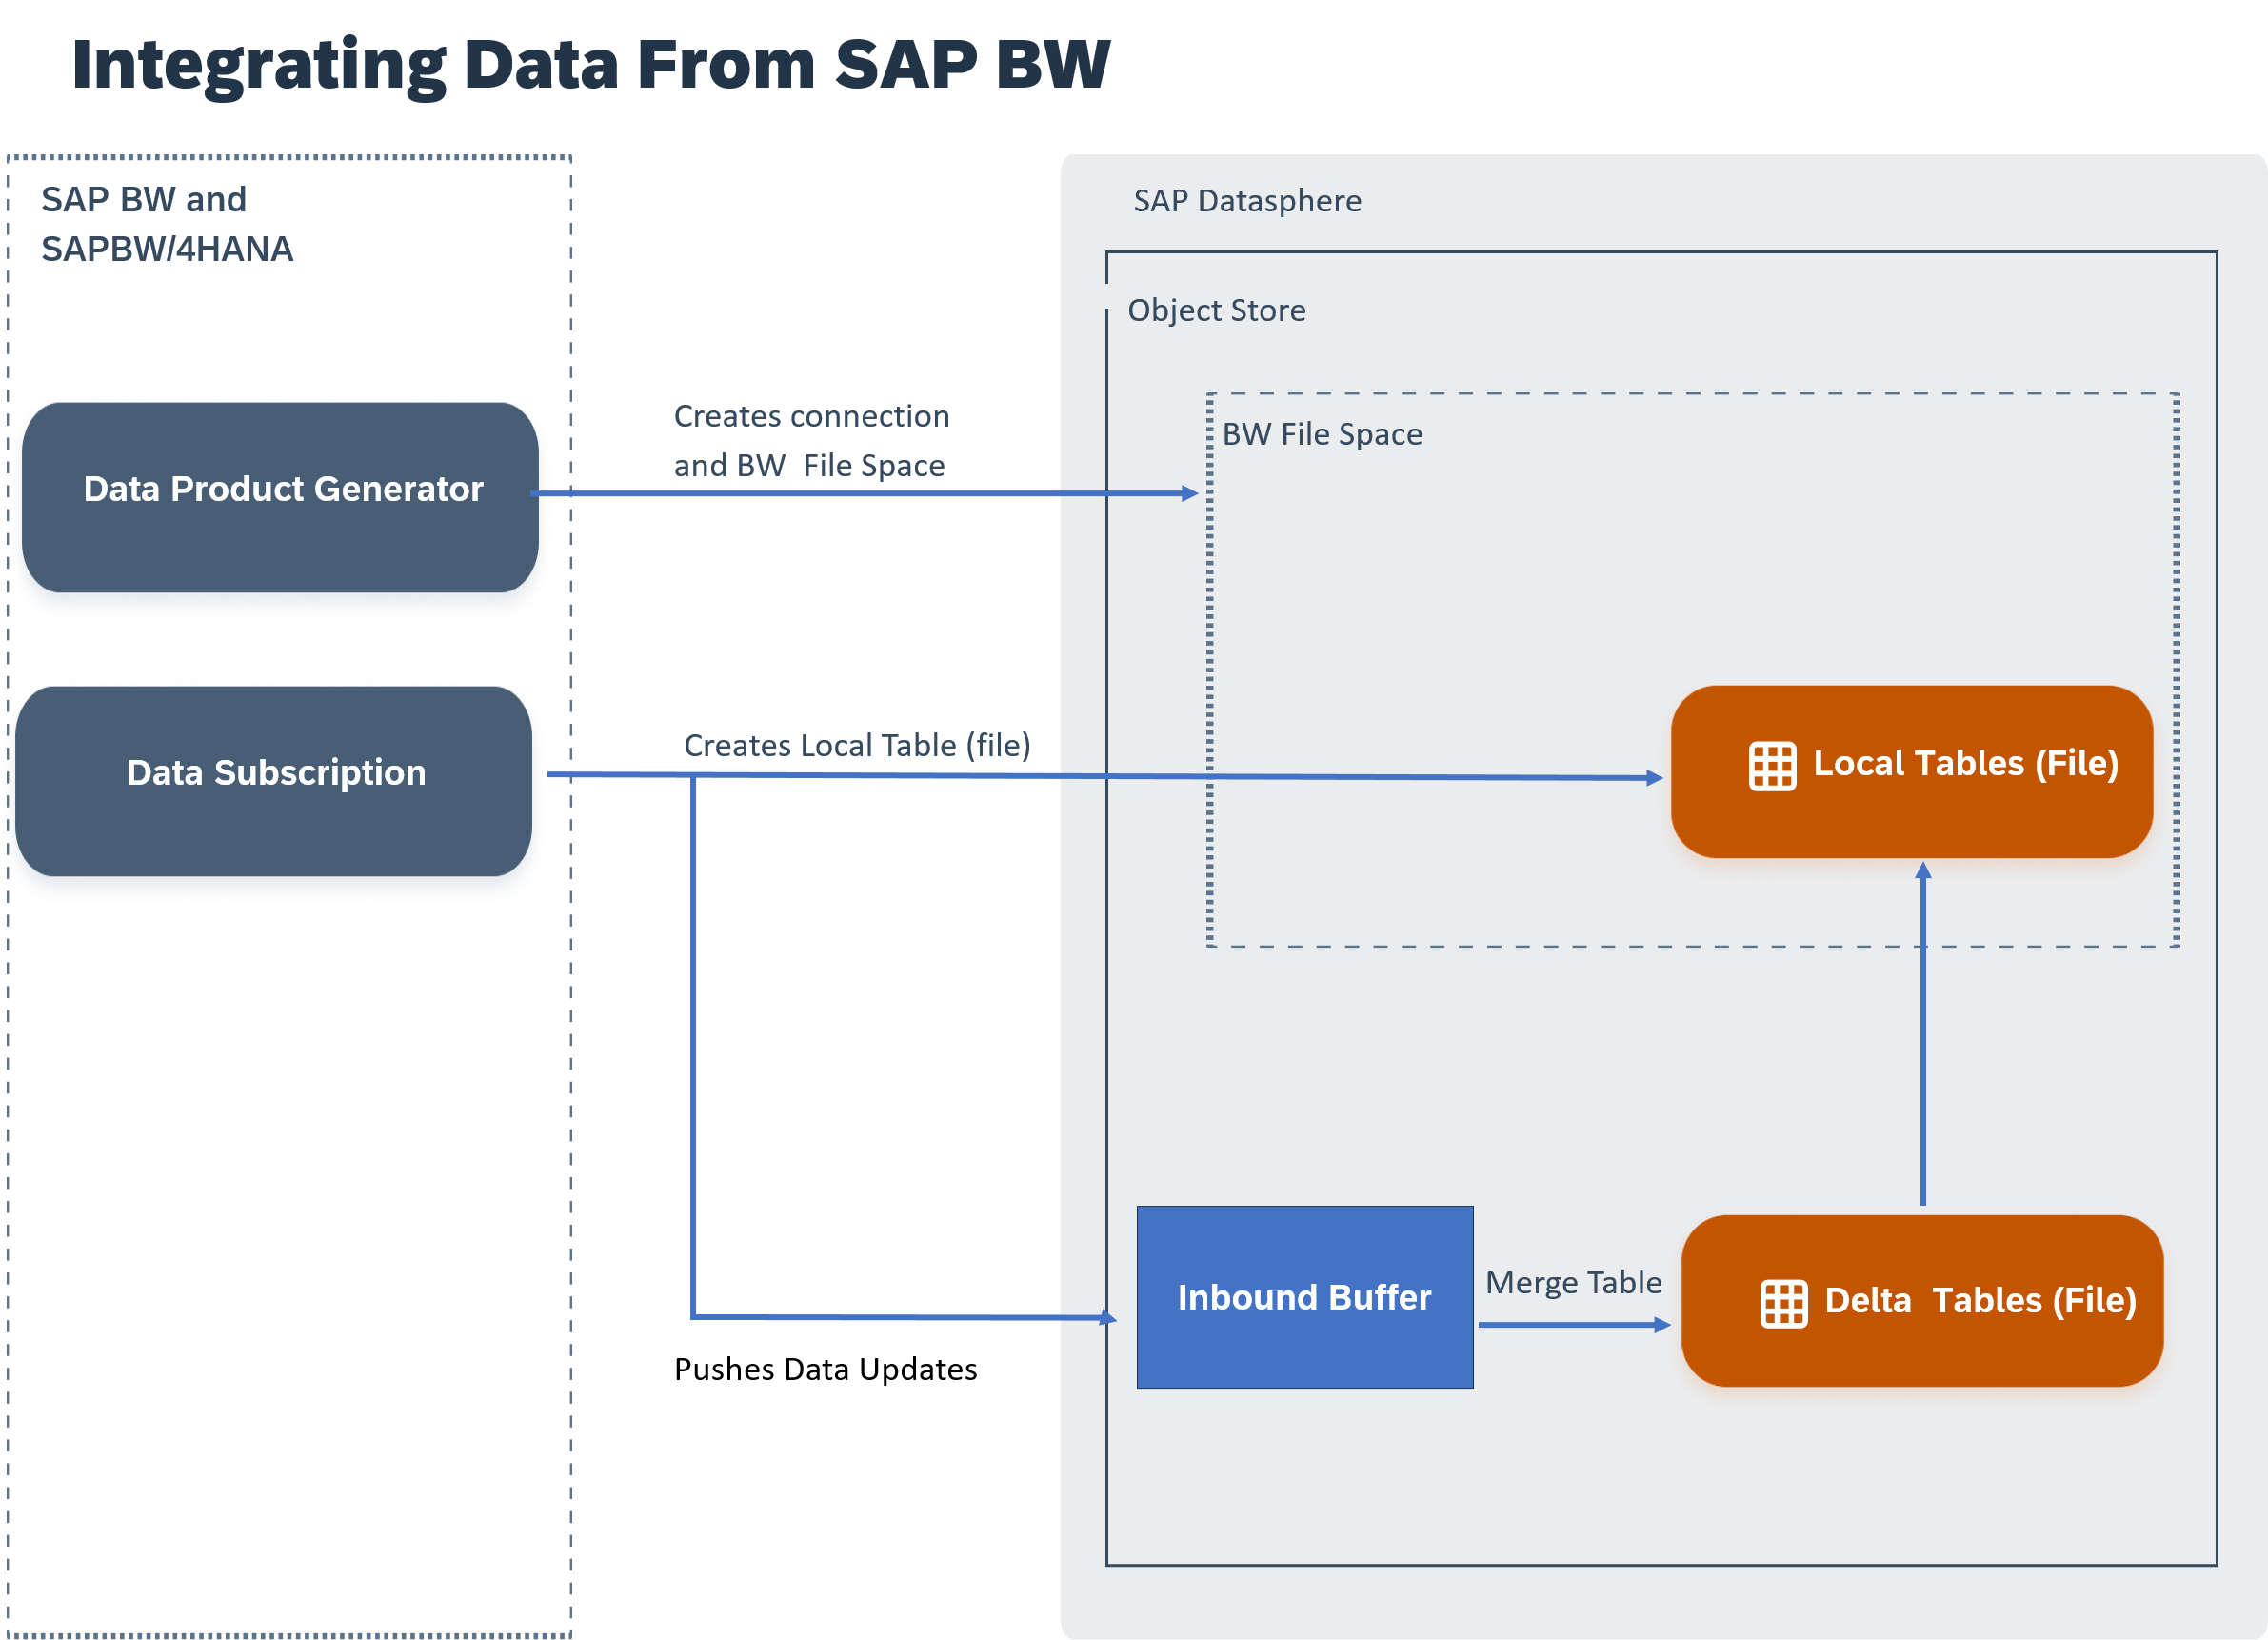 Integrating Data From SAP BW
SAP BW and
SAPBW/4HANA
SAP Datasphere
Object Store
Creates connection
and BW  File Space
BW File Space
Data Product Generator
Creates Local Table (file)
Data Subscription
Local Tables (File)
Inbound Buffer
Merge Table
Delta  Tables (File)
Pushes Data Updates